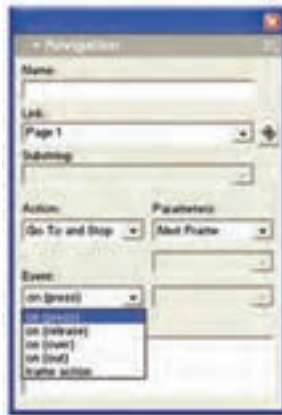 Navigation
Name:
Link:
Page 1
Substring:
Action: Parameters:
Go To and Stop Next Frame
Event:
on (press)
on (press)
on (release)
on (over)
on (out)
frame action